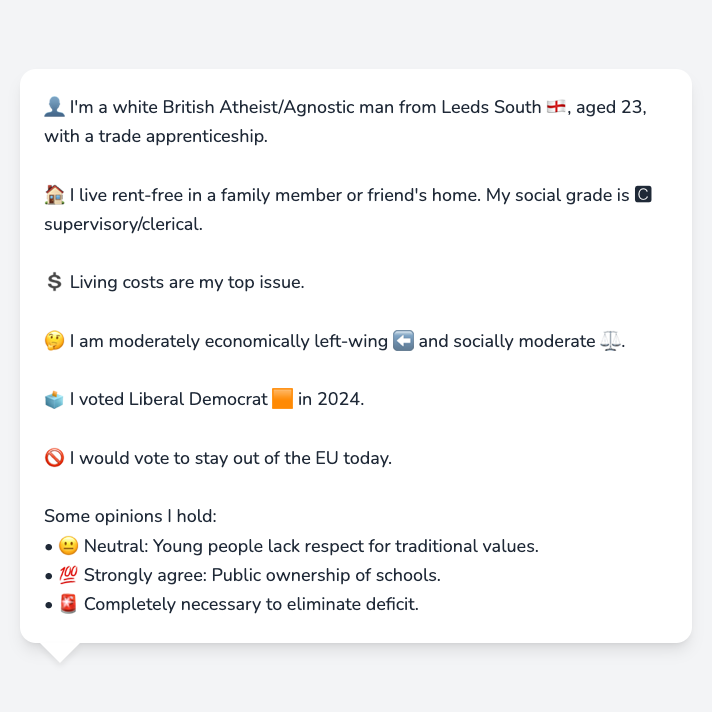 👤 I'm a white British Atheist/Agnostic man from Leeds South 🏴󠁧󠁢󠁥󠁮󠁧󠁿, aged 23,
with a trade apprenticeship.
🏠 I live rent-free in a family member or friend's home. My social grade is 🅲
supervisory/clerical.
💲 Living costs are my top issue.
🤔 I am moderately economically left-wing ⬅️ and socially moderate ⚖️.
🗳️ I voted Liberal Democrat 🟧 in 2024.
🚫 I would vote to stay out of the EU today.
Some opinions I hold:
• 😐 Neutral: Young people lack respect for traditional values.
• 💯 Strongly agree: Public ownership of schools.
• 🚨 Completely necessary to eliminate deficit.